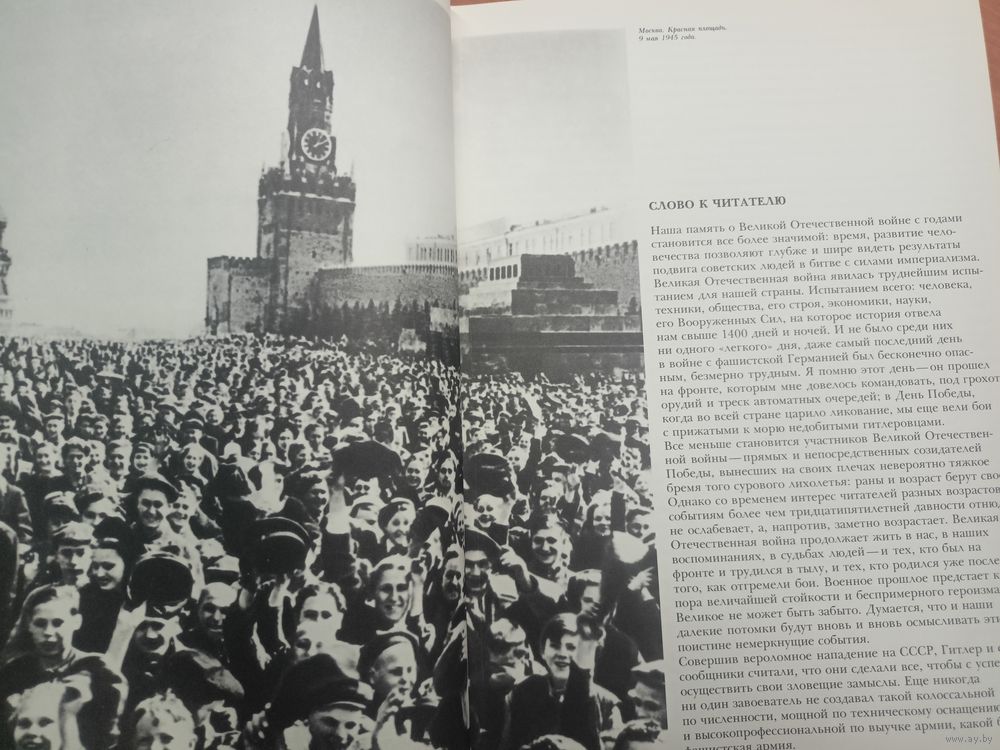 Москва. Красная площадь.
9 мая 1945 года.
СЛОВО К ЧИТАТЕЛЮ
Наша память о Великой Отечественной войне с годами
становится все более значимой: время, развитие чело-
вечества позволяют глубже и шире видеть результаты
подвига советских людей в битве с силами империализма.
Великая Отечественная война явилась труднейшим испы-
танием для нашей страны. Испытанием всего: человека,
техники, общества, его строя, экономики, науки,
его Вооруженных Сил, на которое история отвела
нам свыше 1400 дней и ночей. И не было среди них
ни одного «легкого» дня, даже самый последний день
в войне с фашистской Германией был бесконечно опас-
ным, безмерно трудным. Я помню этот день — он прошел
на фронте, которым мне довелось командовать, под грохот
орудий и треск автоматных очередей; в День Победы,
когда во всей стране царило ликование, мы еще вели бои
с прижатыми к морю недобитыми гитлеровцами.
Все меньше становится участников Великой Отечествен-
ной войны — прямых и непосредственных созидателей
Победы, вынесших на своих плечах невероятно тяжкое
бремя того сурового лихолетья: раны и возраст берут свое
Однако со временем интерес читателей разных возрастов
событиям более чем тридцатипятилетней давности отню
не ослабевает, а, напротив, заметно возрастает. Великая
Отечественная война продолжает жить в нас, в наших
воспоминаниях, в судьбах людей — и тех, кто был на
фронте и трудился в тылу, и тех, кто родился уже после
того, как отгремели бои. Военное прошлое предстает к
пора величайшей стойкости и беспримерного героизма
Великое не может быть забыто. Думается, что и наши
далекие потомки будут вновь и вновь осмысливать эти
поистине немеркнущие события.
Совершив вероломное нападение на СССР, Гитлер и е
сообщники считали, что они сделали все, чтобы с успе
осуществить свои зловещие замыслы. Еще никогда
ни один завоеватель не создавал такой колоссальной
по численности, мощной по техническому оснащению
и высокопрофессиональной по выучке армии, какой б
фашистская армия.
www.ay.by